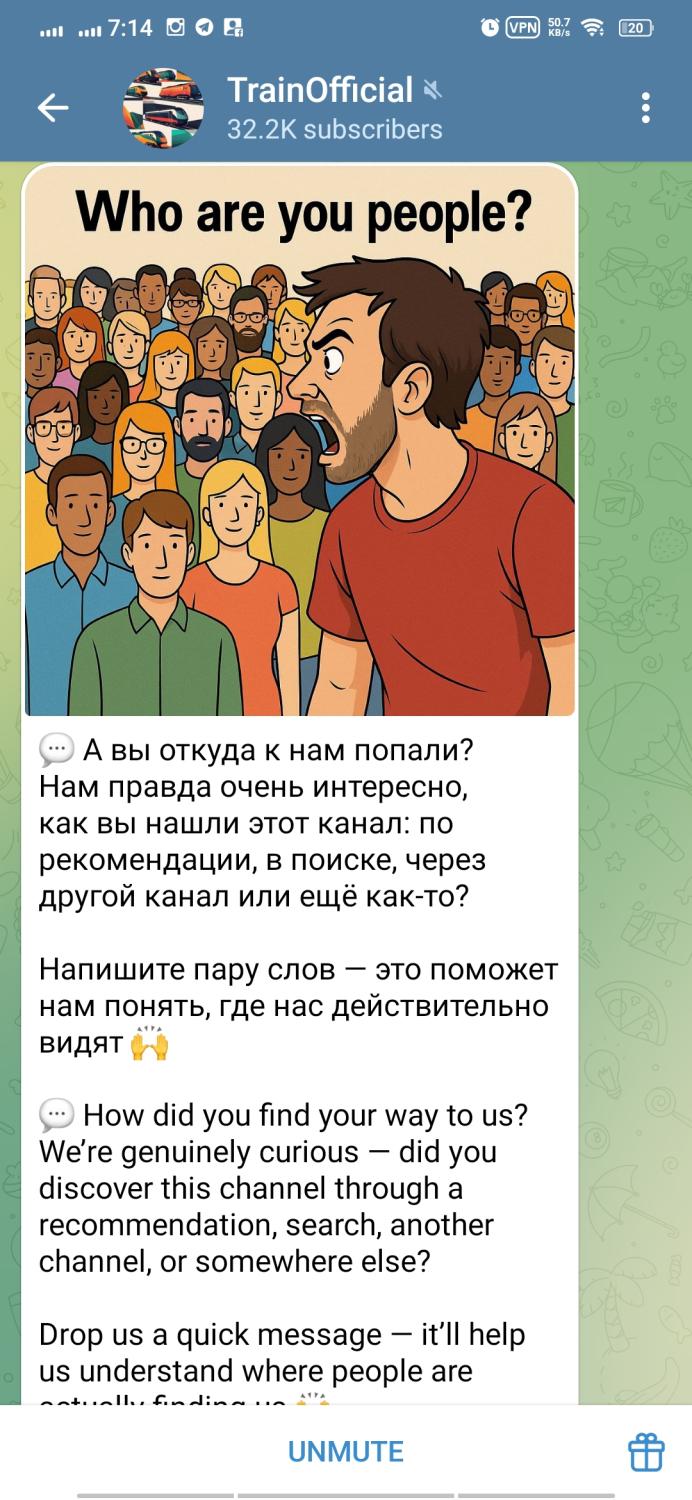 7:14
VPN
50.7
KB/s
20
TrainOfficial
32.2K subscribers
Who are you people?
💬 А вы откуда к нам попали?
Нам правда очень интересно,
как вы нашли этот канал: по
рекомендации, в поиске, через
другой канал или ещё как-то?
Напишите пару слов — это поможет
нам понять, где нас действительно
видят 🙌
💬 How did you find your way to us?
We’re genuinely curious — did you
discover this channel through a
recommendation, search, another
channel, or somewhere else?
Drop us a quick message — it’ll help
us understand where people are
actually finding us 🙌
UNMUTE